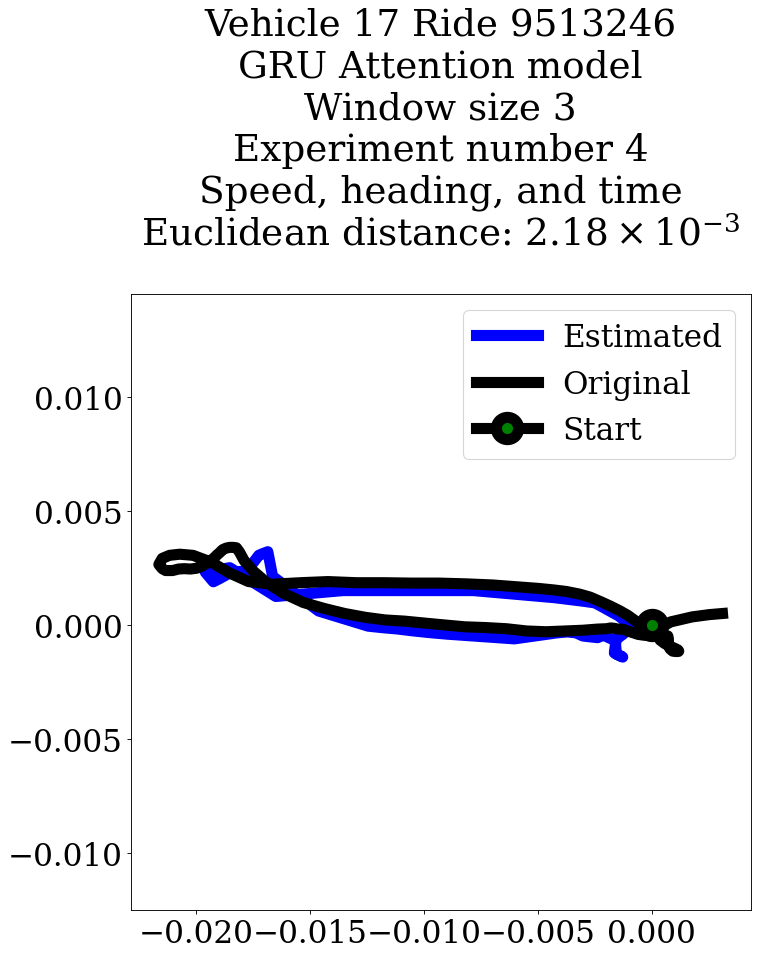 Vehicle 17 Ride 9513246
GRU Attention model
Window size 3
Experiment number 4
Speed, heading, and time
Euclidean distance: 2.18 × 10⁻³
Estimated
Original
Start
0.010
0.005
0.000
−0.005
−0.010
−0.020 −0.015 −0.010 −0.005 0.000